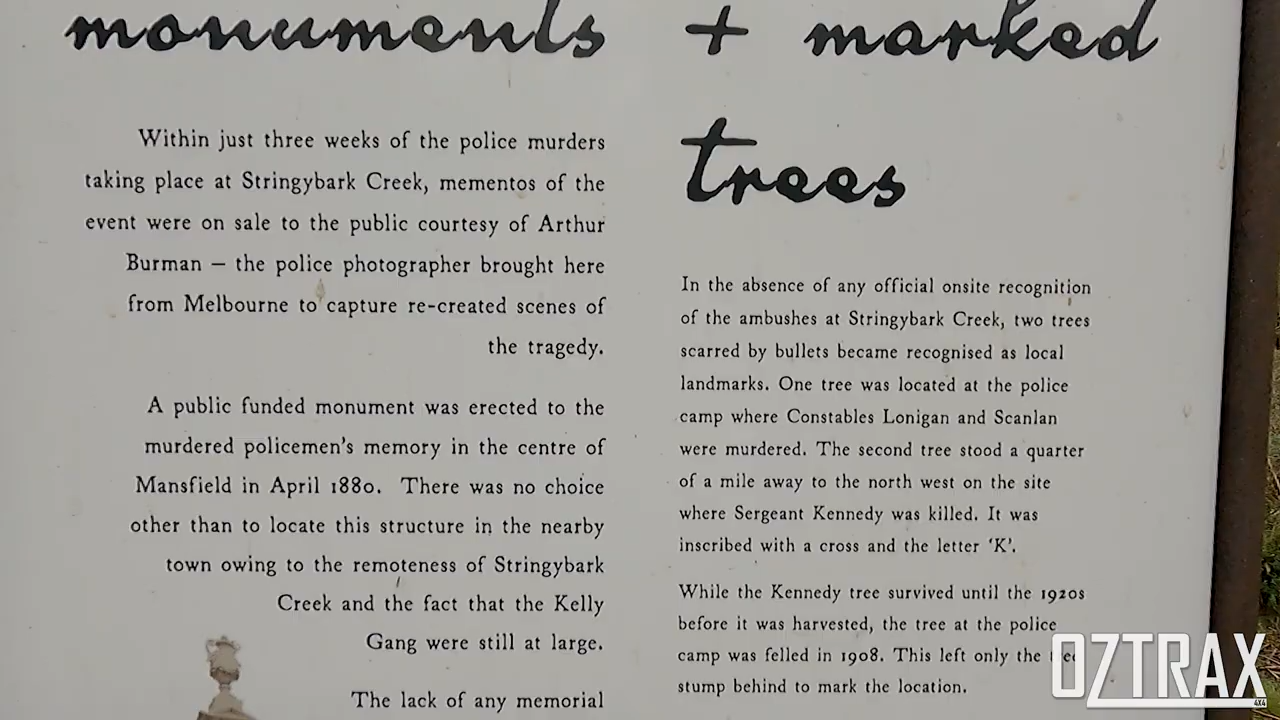 monuments + marked
trees
Within just three weeks of the police murders
taking place at Stringybark Creek, mementos of the
event were on sale to the public courtesy of Arthur
Burman – the police photographer brought here
from Melbourne to capture re-created scenes of
the tragedy.
A public funded monument was erected to the
murdered policemen's memory in the centre of
Mansfield in April 1880. There was no choice
other than to locate this structure in the nearby
town owing to the remoteness of Stringybark
Creek and the fact that the Kelly
Gang were still at large.
The lack of any memorial
In the absence of any official onsite recognition
of the ambushes at Stringybark Creek, two trees
scarred by bullets became recognised as local
landmarks. One tree was located at the police
camp where Constables Lonigan and Scanlan
were murdered. The second tree stood a quarter
of a mile away to the north west on the site
where Sergeant Kennedy was killed. It was
inscribed with a cross and the letter 'K'.
While the Kennedy tree survived until the 1920s
before it was harvested, the tree at the police
camp was felled in 1908. This left only the
stump behind to mark the location.
OZTRAX
4X4